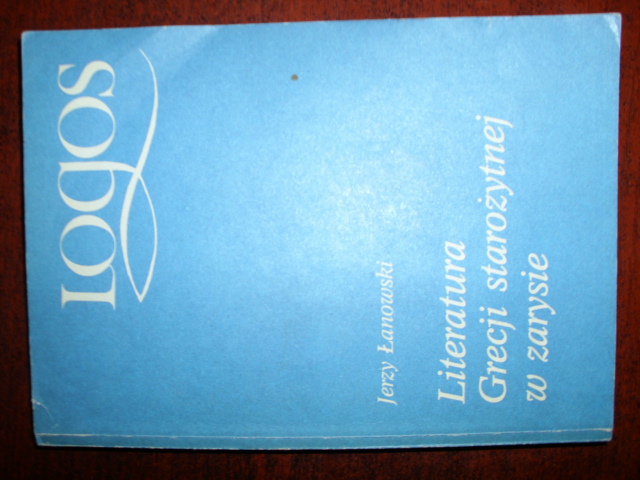 Logos
Jerzy Łanowski
Literatura
Grecji starożytnej
w zarysie